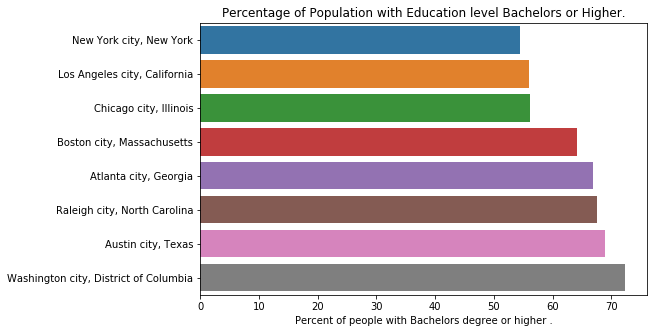 Percentage of Population with Education level Bachelors or Higher.
New York city, New York
Los Angeles city, California
Chicago city, Illinois
Boston city, Massachusetts
Atlanta city, Georgia
Raleigh city, North Carolina
Austin city, Texas
Washington city, District of Columbia
0 10 20 30 40 50 60 70
Percent of people with Bachelors degree or higher .